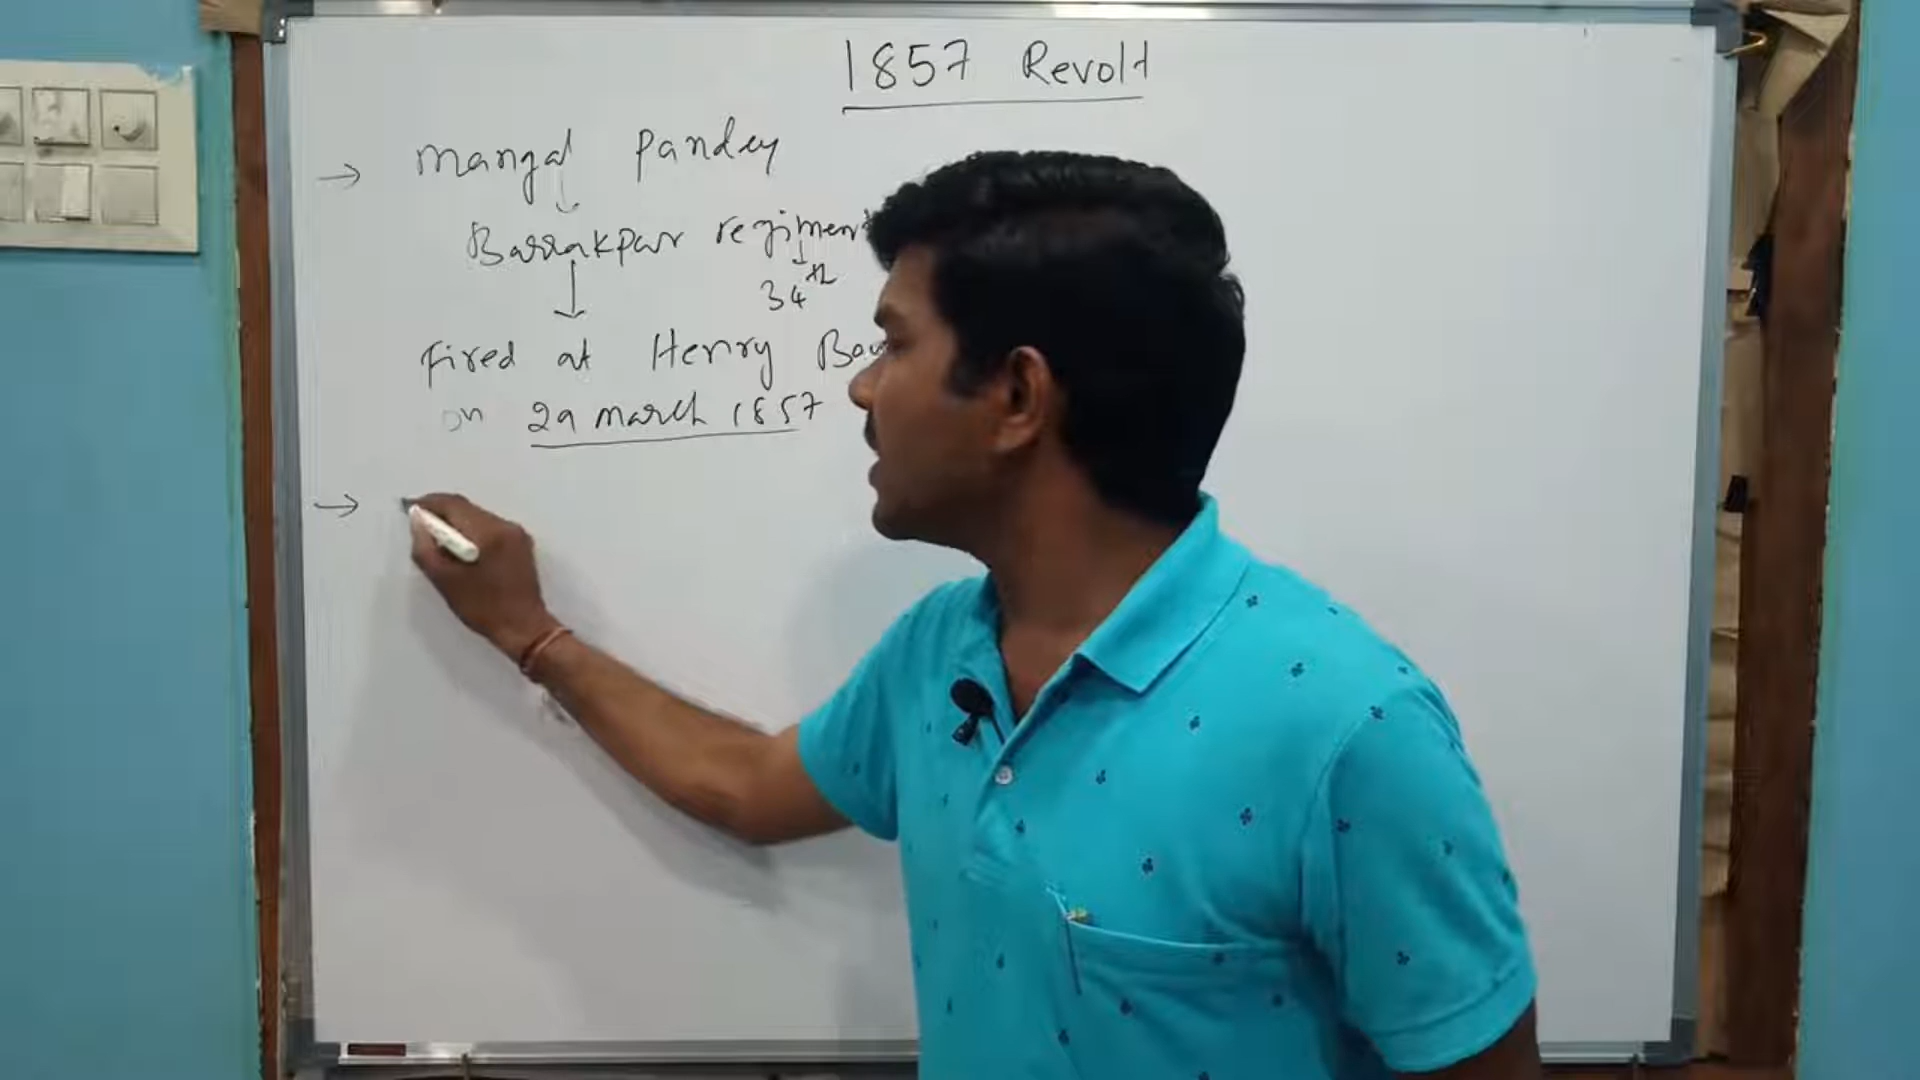 1857 Revolt
→ Mangal Pandey
↓
Barrakpur regiment
↓ ↓
34th
Fired at Henry
on 29 March 1857
→